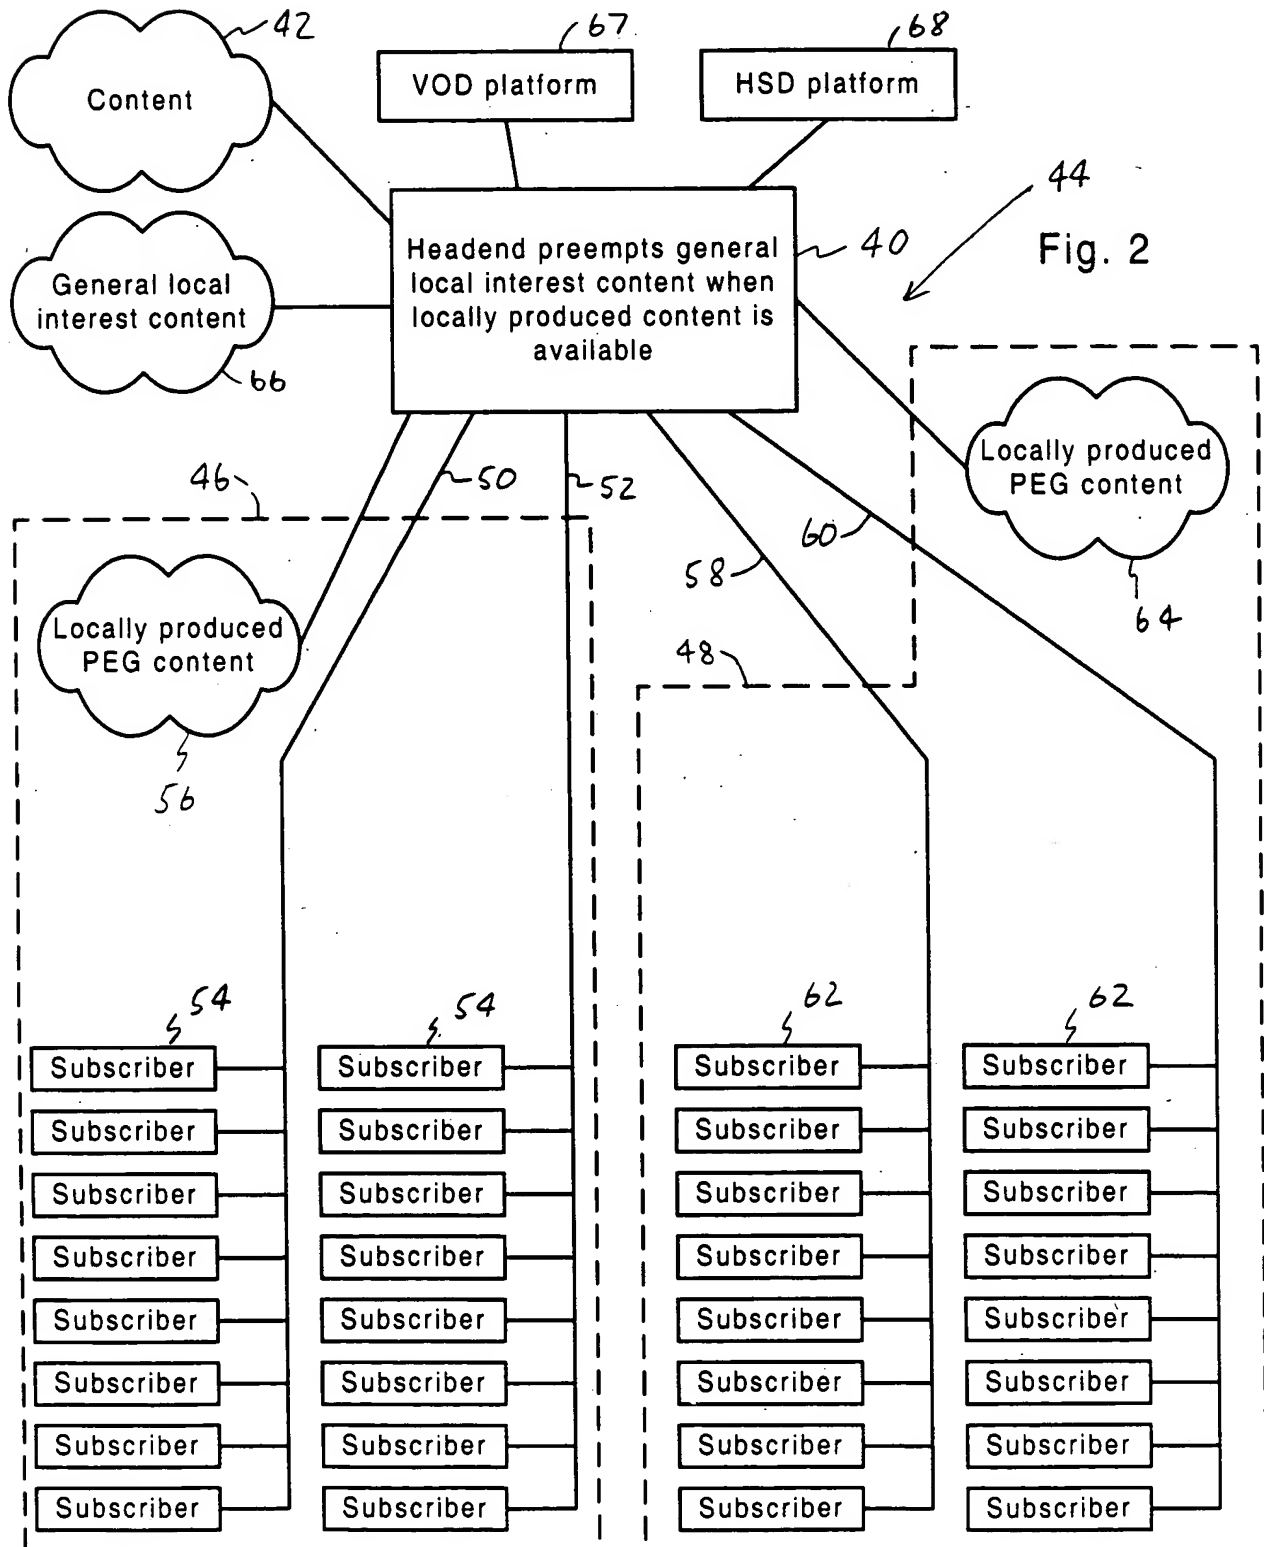 42
67
68
Content
VOD platform
HSD platform
44
Fig. 2
Headend preempts general
local interest content when
locally produced content is
available
40
General local
interest content
66
Locally produced
PEG content
64
46
50
52
60
58
48
Locally produced
PEG content
56
54
54
62
62
Subscriber Subscriber Subscriber Subscriber
Subscriber Subscriber Subscriber Subscriber
Subscriber Subscriber Subscriber Subscriber
Subscriber Subscriber Subscriber Subscriber
Subscriber Subscriber Subscriber Subscriber
Subscriber Subscriber Subscriber Subscriber
Subscriber Subscriber Subscriber Subscriber
Subscriber Subscriber Subscriber Subscriber